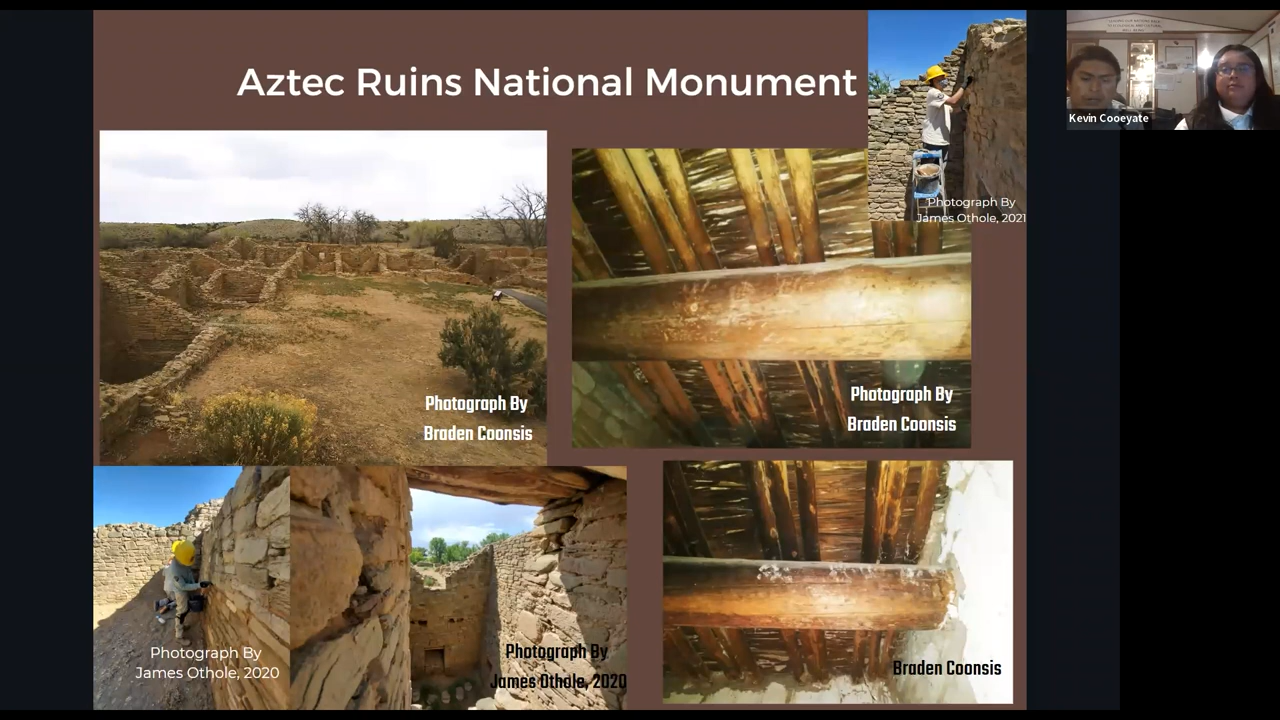 Aztec Ruins National Monument
Photograph By
James Othole, 2021
Kevin Cooeyate
Photograph By
Braden Coonsis
Photograph By
Braden Coonsis
Photograph By
James Othole, 2020
Photograph By
James Othole, 2020
Braden Coonsis